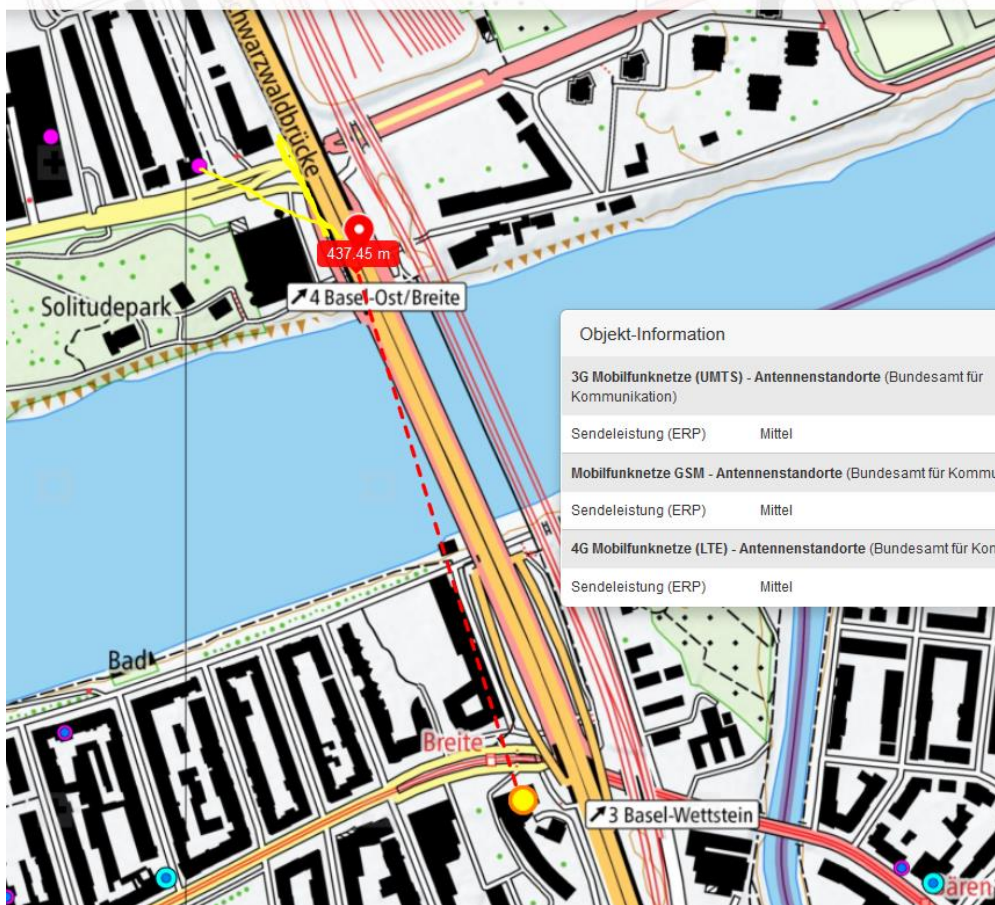 chwarzwaldbrücke
437.45 m
4 Basel-Ost/Breite
Solitudepark
Objekt-Information
3G Mobilfunknetze (UMTS) - Antennenstandorte (Bundesamt für
Kommunikation)
Sendeleistung (ERP) Mittel
Mobilfunknetze GSM - Antennenstandorte (Bundesamt für Kommu
Sendeleistung (ERP) Mittel
4G Mobilfunknetze (LTE) - Antennenstandorte (Bundesamt für Kon
Sendeleistung (ERP) Mittel
Bad
Breite
3 Basel-Wettstein
ären